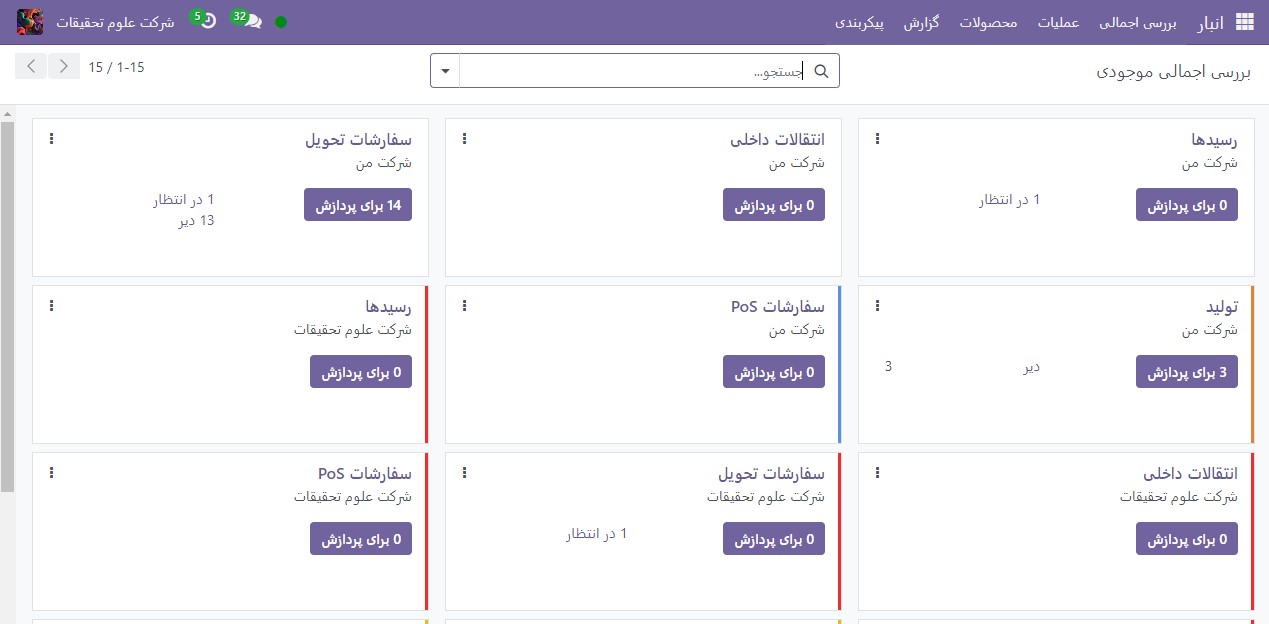 انبار
بررسی اجمالی
عملیات
محصولات
گزارش
پیکربندی
32
5
شرکت علوم تحقیقات
بررسی اجمالی موجودی
جستجو...
15 / 1-15
رسیدها
شرکت من
0 برای پردازش
1 در انتظار
انتقالات داخلی
شرکت من
0 برای پردازش
سفارشات تحویل
شرکت من
14 برای پردازش
1 در انتظار
13 دیر
تولید
شرکت من
3 برای پردازش
دیر
3
سفارشات PoS
شرکت من
0 برای پردازش
رسیدها
شرکت علوم تحقیقات
0 برای پردازش
انتقالات داخلی
شرکت علوم تحقیقات
0 برای پردازش
سفارشات تحویل
شرکت علوم تحقیقات
0 برای پردازش
1 در انتظار
سفارشات PoS
شرکت علوم تحقیقات
0 برای پردازش